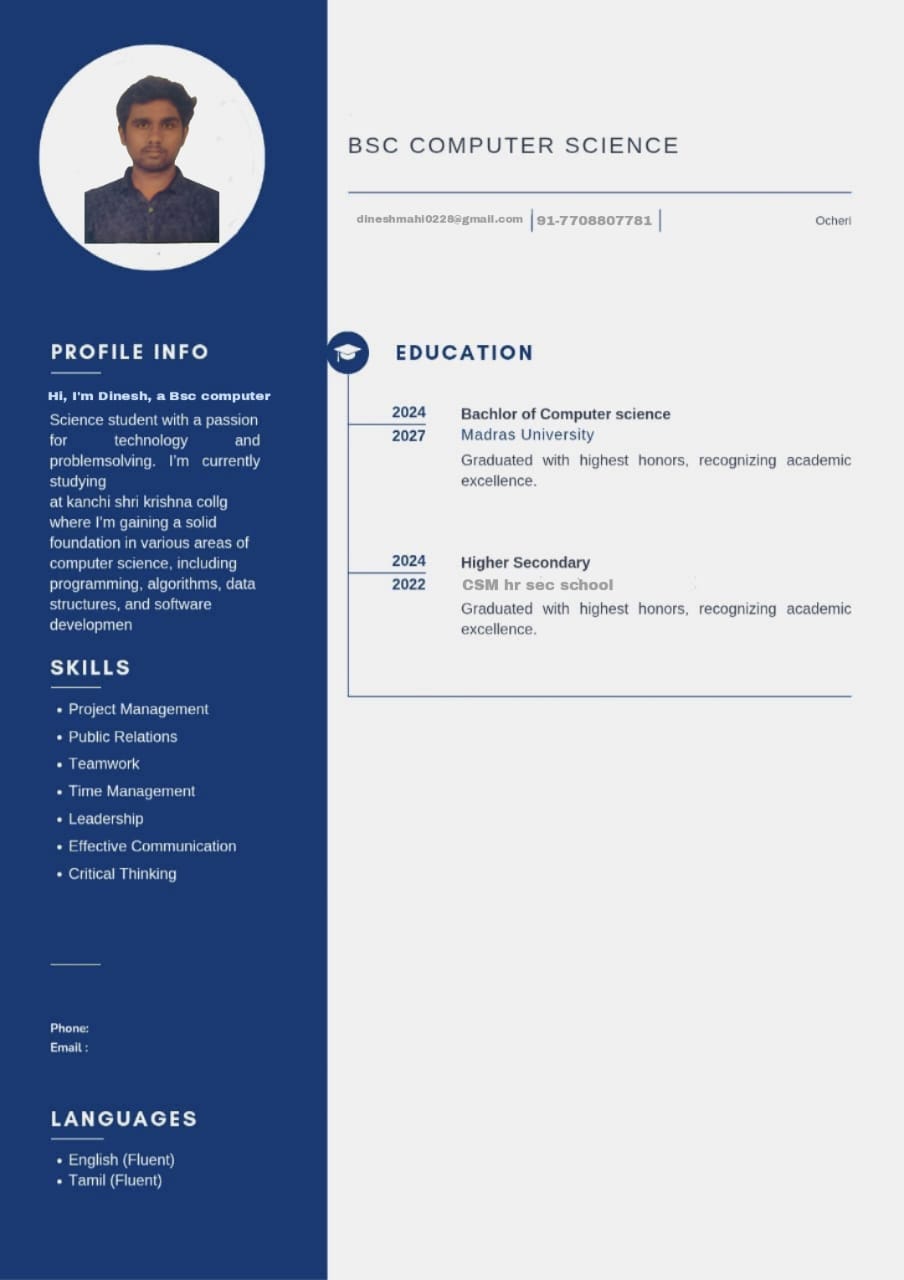 BSC COMPUTER SCIENCE
dineshmahi0228@gmail.com | 91-7708807781 | Ocheri
PROFILE INFO
Hi, I'm Dinesh, a Bsc computer
Science student with a passion
for technology and
problemsolving. I'm currently
studying
at kanchi shri krishna collg
where I'm gaining a solid
foundation in various areas of
computer science, including
programming, algorithms, data
structures, and software
developmen
SKILLS
• Project Management
• Public Relations
• Teamwork
• Time Management
• Leadership
• Effective Communication
• Critical Thinking
Phone:
Email :
LANGUAGES
• English (Fluent)
• Tamil (Fluent)
EDUCATION
2024
2027
Bachlor of Computer science
Madras University
Graduated with highest honors, recognizing academic
excellence.
2024
2022
Higher Secondary
CSM hr sec school
Graduated with highest honors, recognizing academic
excellence.